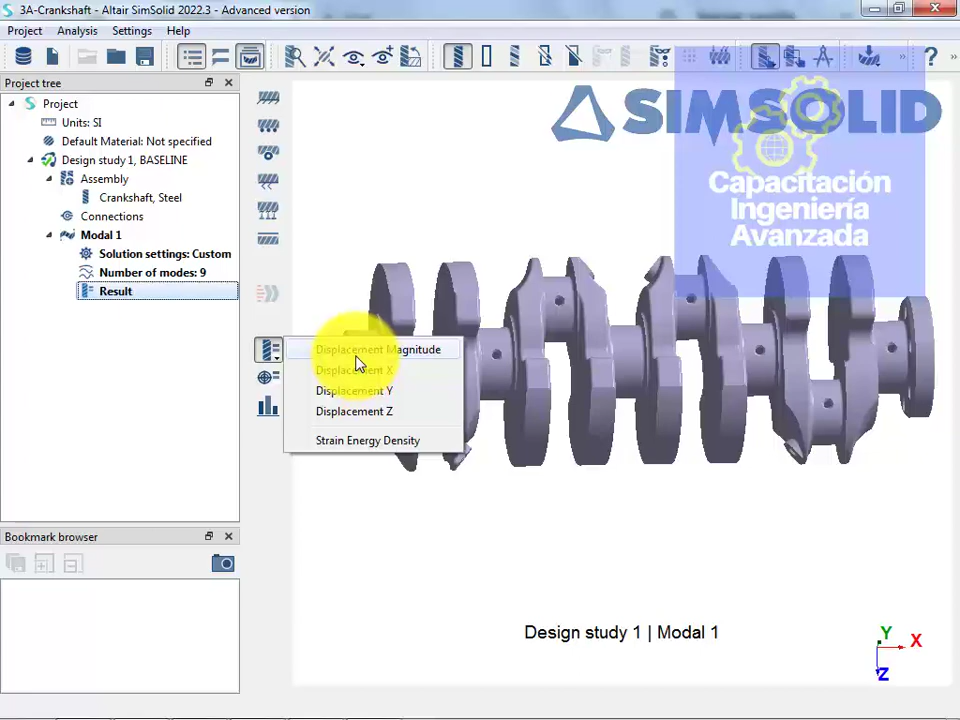 3A-Crankshaft - Altair SimSolid 2022.3 - Advanced version
Project Analysis Settings Help
Project tree
Project
Units: SI
Default Material: Not specified
Design study 1, BASELINE
Assembly
Crankshaft, Steel
Connections
Modal 1
Solution settings: Custom
Number of modes: 9
Result
Displacement Magnitude
Displacement X
Displacement Y
Displacement Z
Strain Energy Density
SIMSOLID
Capacitación
Ingeniería
Avanzada
Bookmark browser
Design study 1 | Modal 1
Y
X
Z